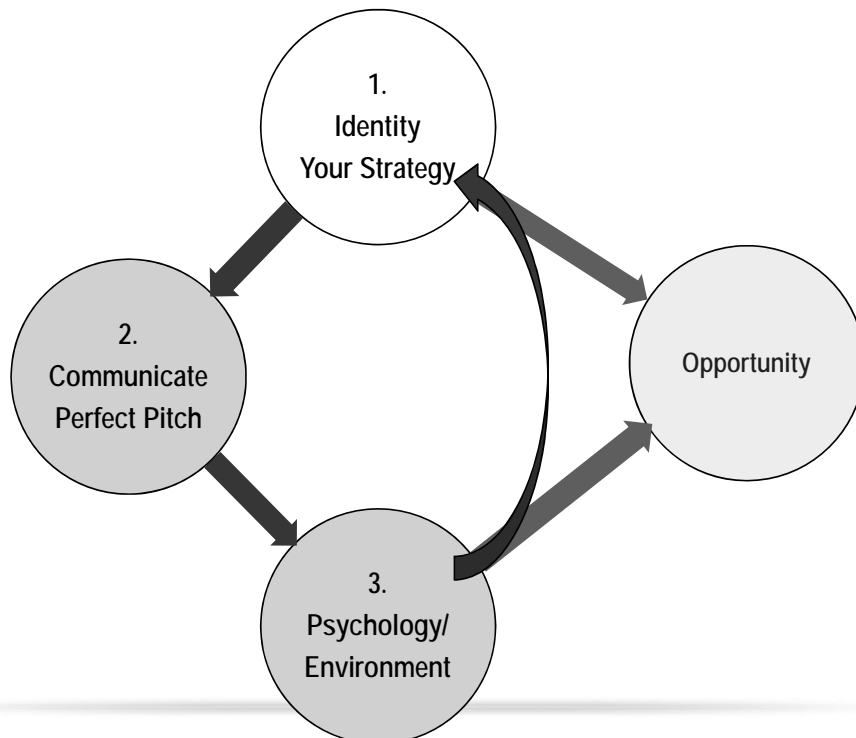 1.
Identity
Your Strategy
2.
Communicate
Perfect Pitch
Opportunity
3.
Psychology/
Environment